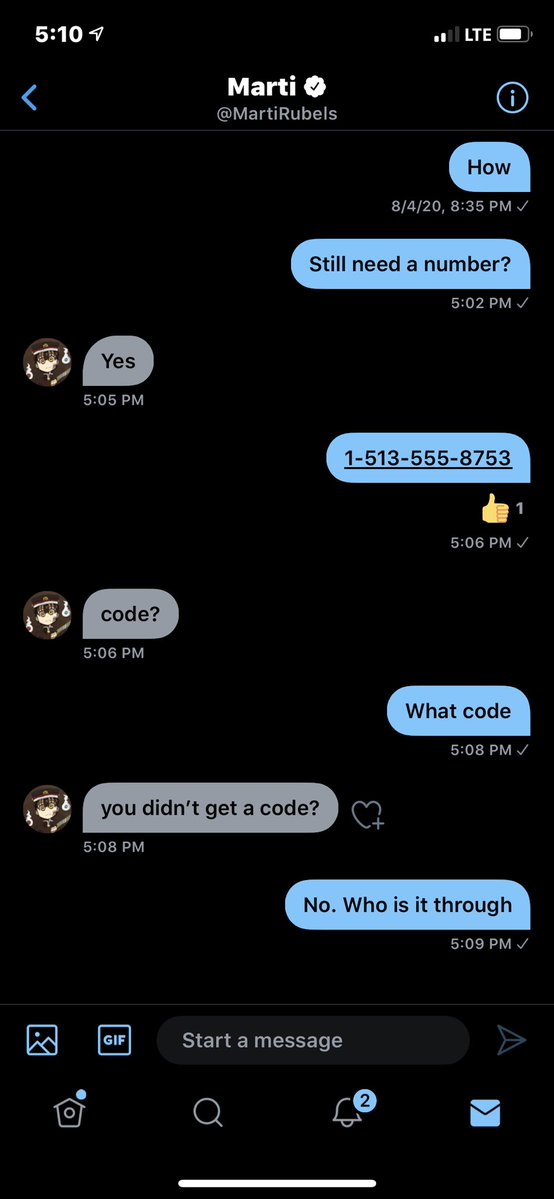 5:10
LTE
Marti
@MartiRubels
How
8/4/20, 8:35 PM ✓
Still need a number?
5:02 PM ✓
Yes
5:05 PM
1-513-555-8753
👍 1
5:06 PM ✓
code?
5:06 PM
What code
5:08 PM ✓
you didn’t get a code?
5:08 PM
No. Who is it through
5:09 PM ✓
GIF
Start a message
2